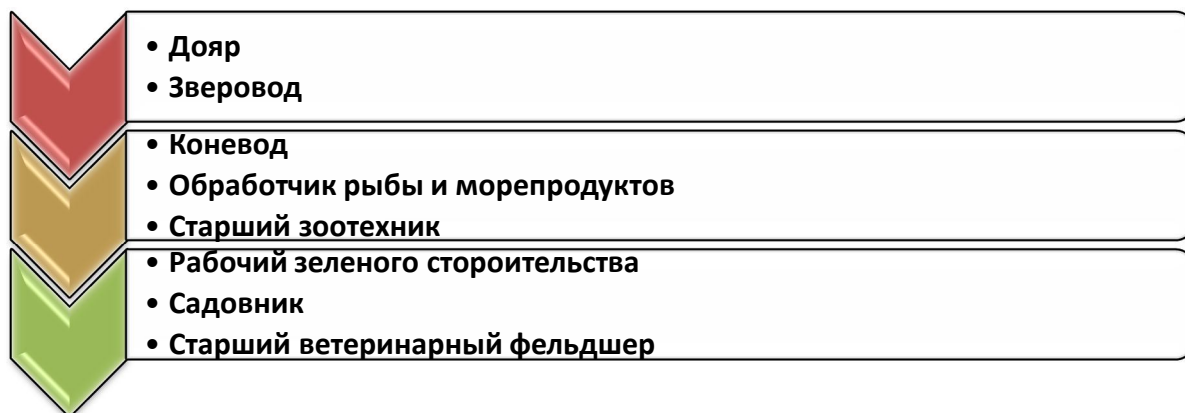 • Дояр
• Зверовод
• Коневод
• Обработчик рыбы и морепродуктов
• Старший зоотехник
• Рабочий зеленого стороительства
• Садовник
• Старший ветеринарный фельдшер